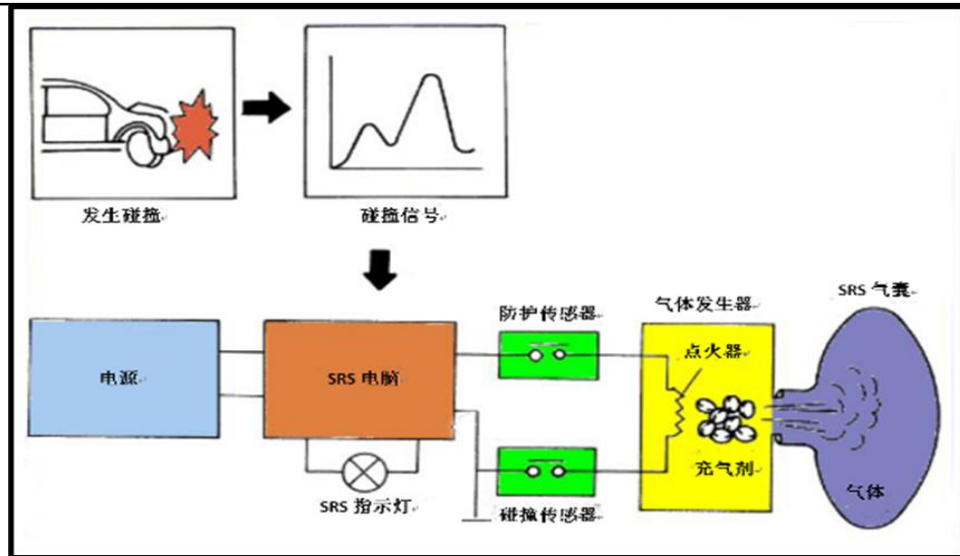 发生碰撞
碰撞信号
SRS 气囊
防护传感器
气体发生器
点火器
电源
SRS 电脑
充气剂
气体
SRS 指示灯
碰撞传感器